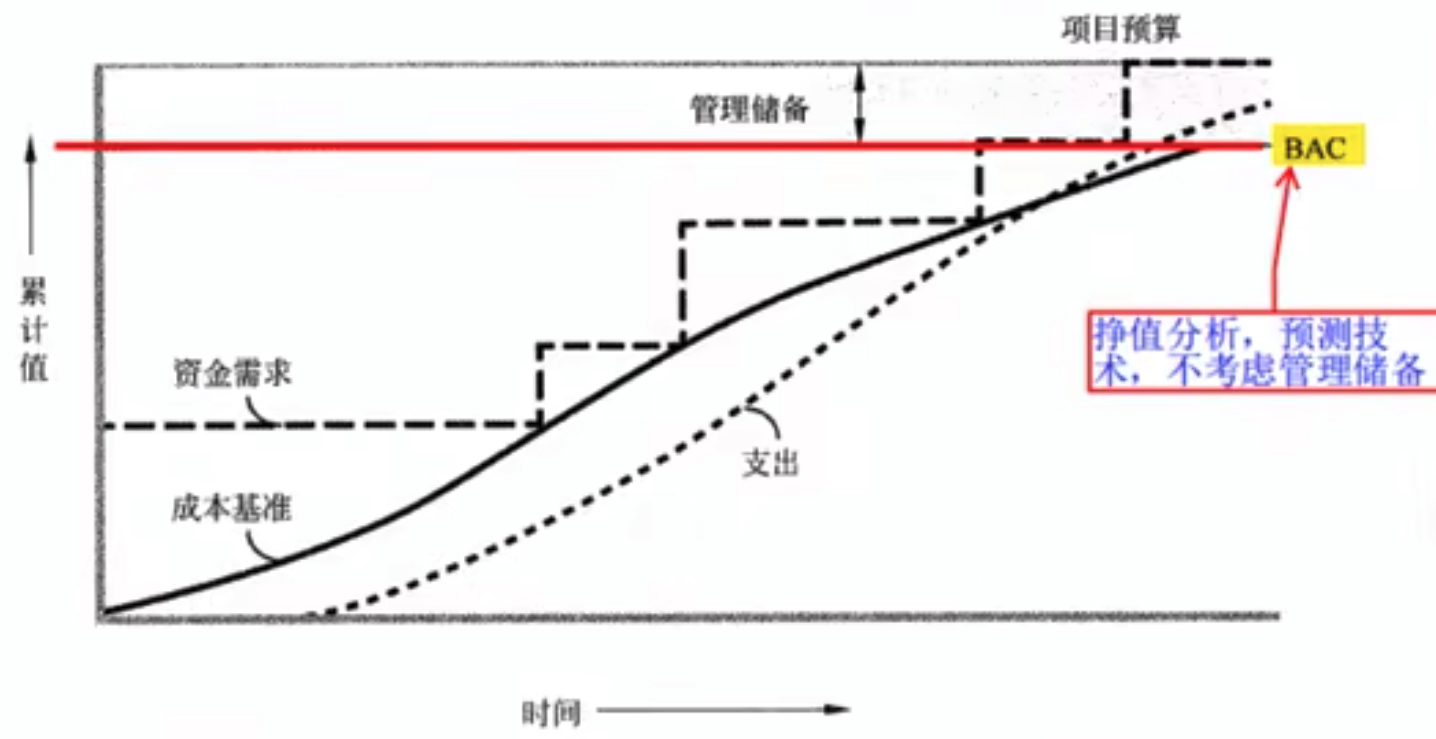 项目预算
管理储备
BAC
累计值
挣值分析，预测技
术，不考虑管理储备
资金需求
支出
成本基准
时间